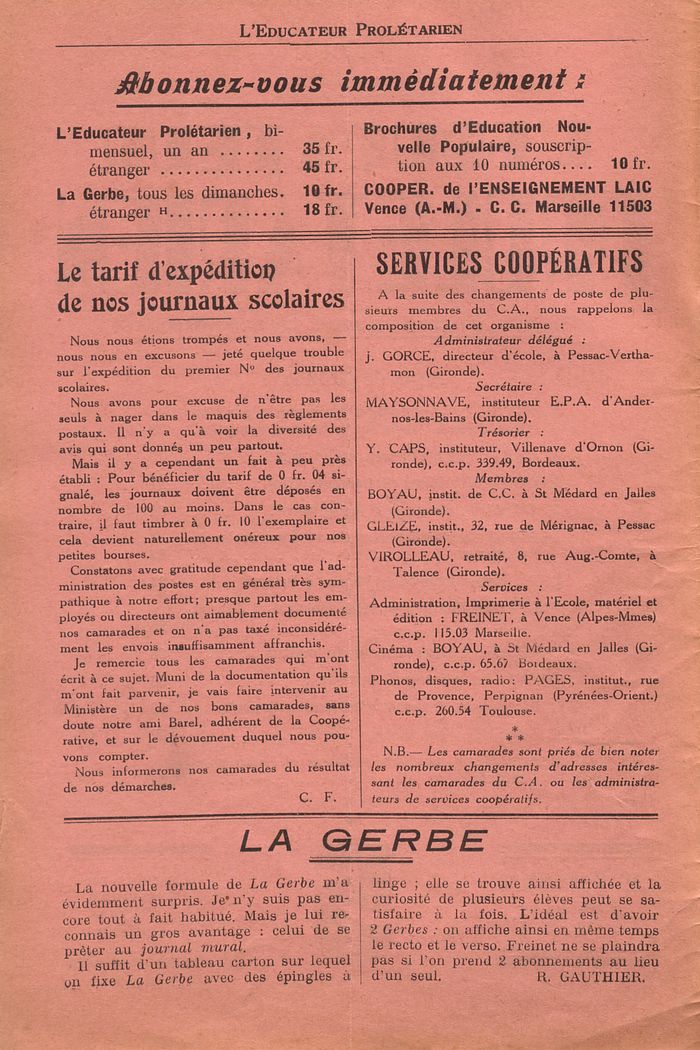 L'EDUCATEUR PROLÉTARIEN
Abonnez-vous immédiatement :
L'Educateur Prolétarien, bi-
mensuel, un an ........ 35 fr.
étranger .............. 45 fr.
La Gerbe, tous les dimanches. 10 fr.
étranger H.............. 18 fr.
Brochures d'Education Nou-
velle Populaire, souscrip-
tion aux 10 numéros.... 10 fr.
COOPER. de l'ENSEIGNEMENT LAIC
Vence (A.-M.) - C. C. Marseille 11503
Le tarif d'expédition
de nos journaux scolaires
Nous nous étions trompés et nous avons, —
nous nous en excusons — jeté quelque trouble
sur l'expédition du premier N° des journaux
scolaires.
Nous avons pour excuse de n'être pas les
seuls à nager dans le maquis des règlements
postaux. Il n'y a qu'à voir la diversité des
avis qui sont donnés un peu partout.
Mais il y a cependant un fait à peu près
établi : Pour bénéficier du tarif de 0 fr. 04 si-
gnalé, les journaux doivent être déposés en
nombre de 100 au moins. Dans le cas con-
traire, il faut timbrer à 0 fr. 10 l'exemplaire et
cela devient naturellement onéreux pour nos
petites bourses.
Constatons avec gratitude cependant que l'ad-
ministration des postes est en général très sym-
pathique à notre effort; presque partout les em-
ployés ou directeurs ont aimablement documenté
nos camarades et on n'a pas taxé inconsidéré-
ment les envois insuffisamment affranchis.
Je remercie tous les camarades qui m'ont
écrit à ce sujet. Muni de la documentation qu'ils
m'ont fait parvenir, je vais faire intervenir au
Ministère un de nos bons camarades, sans
doute notre ami Barel, adhérent de la Coopé-
rative, et sur le dévouement duquel nous pou-
vons compter.
Nous informerons nos camarades du résultat
de nos démarches.
C. F.
SERVICES COOPÉRATIFS
A la suite des changements de poste de plu-
sieurs membres du C.A., nous rappelons la
composition de cet organisme :
Administrateur délégué :
J. GORCE, directeur d'école, à Pessac-Vertha-
mon (Gironde).
Secrétaire :
MAYSONNAVE, instituteur E.P.A. d'Ander-
nos-les-Bains (Gironde).
Trésorier :
Y. CAPS, instituteur, Villenave d'Ornon (Gi-
ronde), c.c.p. 339.49, Bordeaux.
Membres :
BOYAU, instit. de C.C. à St Médard en Jalles
(Gironde).
GLEIZE, instit., 32, rue de Mérignac, à Pessac
(Gironde).
VIROLLEAU, retraité, 8, rue Aug.-Comte, à
Talence (Gironde).
Services :
Administration, Imprimerie à l'Ecole, matériel et
édition : FREINET, à Vence (Alpes-Mmes)
c.c.p. 115.03 Marseille.
Cinéma : BOYAU, à St Médard en Jalles (Gi-
ronde), c.c.p. 65.67 Bordeaux.
Phonos, disques, radio: PAGES, institut., rue
de Provence, Perpignan (Pyrénées-Orient.)
c.c.p. 260.54 Toulouse.
*
* *
N.B.— Les camarades sont priés de bien noter
les nombreux changements d'adresses intéres-
sant les camarades du C.A. ou les administra-
teurs de services coopératifs.
LA GERBE
La nouvelle formule de La Gerbe m'a
évidemment surpris. Je n'y suis pas en-
core tout à fait habitué. Mais je lui re-
connais un gros avantage : celui de se
prêter au journal mural.
Il suffit d'un tableau carton sur lequel
on fixe La Gerbe avec des épingles à
linge ; elle se trouve ainsi affichée et la
curiosité de plusieurs élèves peut se sa-
tisfaire à la fois. L'idéal est d'avoir
2 Gerbes : on affiche ainsi en même temps
le recto et le verso. Freinet ne se plaindra
pas si l'on prend 2 abonnements au lieu
d'un seul. R. GAUTHIER.